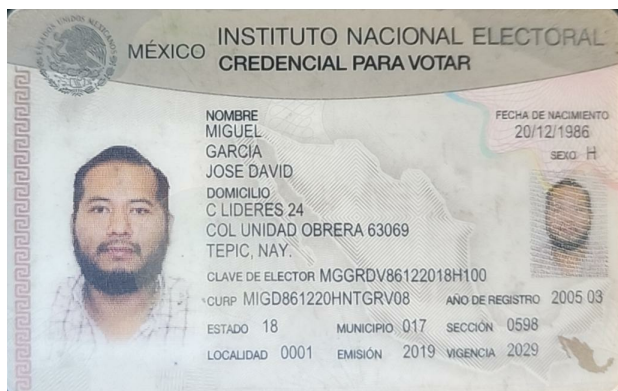 MÉXICO
INSTITUTO NACIONAL ELECTORAL
CREDENCIAL PARA VOTAR
NOMBRE
MIGUEL
GARCIA
JOSE DAVID
FECHA DE NACIMIENTO
20/12/1986
SEXO H
DOMICILIO
C LIDERES 24
COL UNIDAD OBRERA 63069
TEPIC, NAY.
CLAVE DE ELECTOR MGGRDV86122018H100
CURP MIGD861220HNTGRV08 AÑO DE REGISTRO 2005 03
ESTADO 18 MUNICIPIO 017 SECCIÓN 0598
LOCALIDAD 0001 EMISIÓN 2019 VIGENCIA 2029